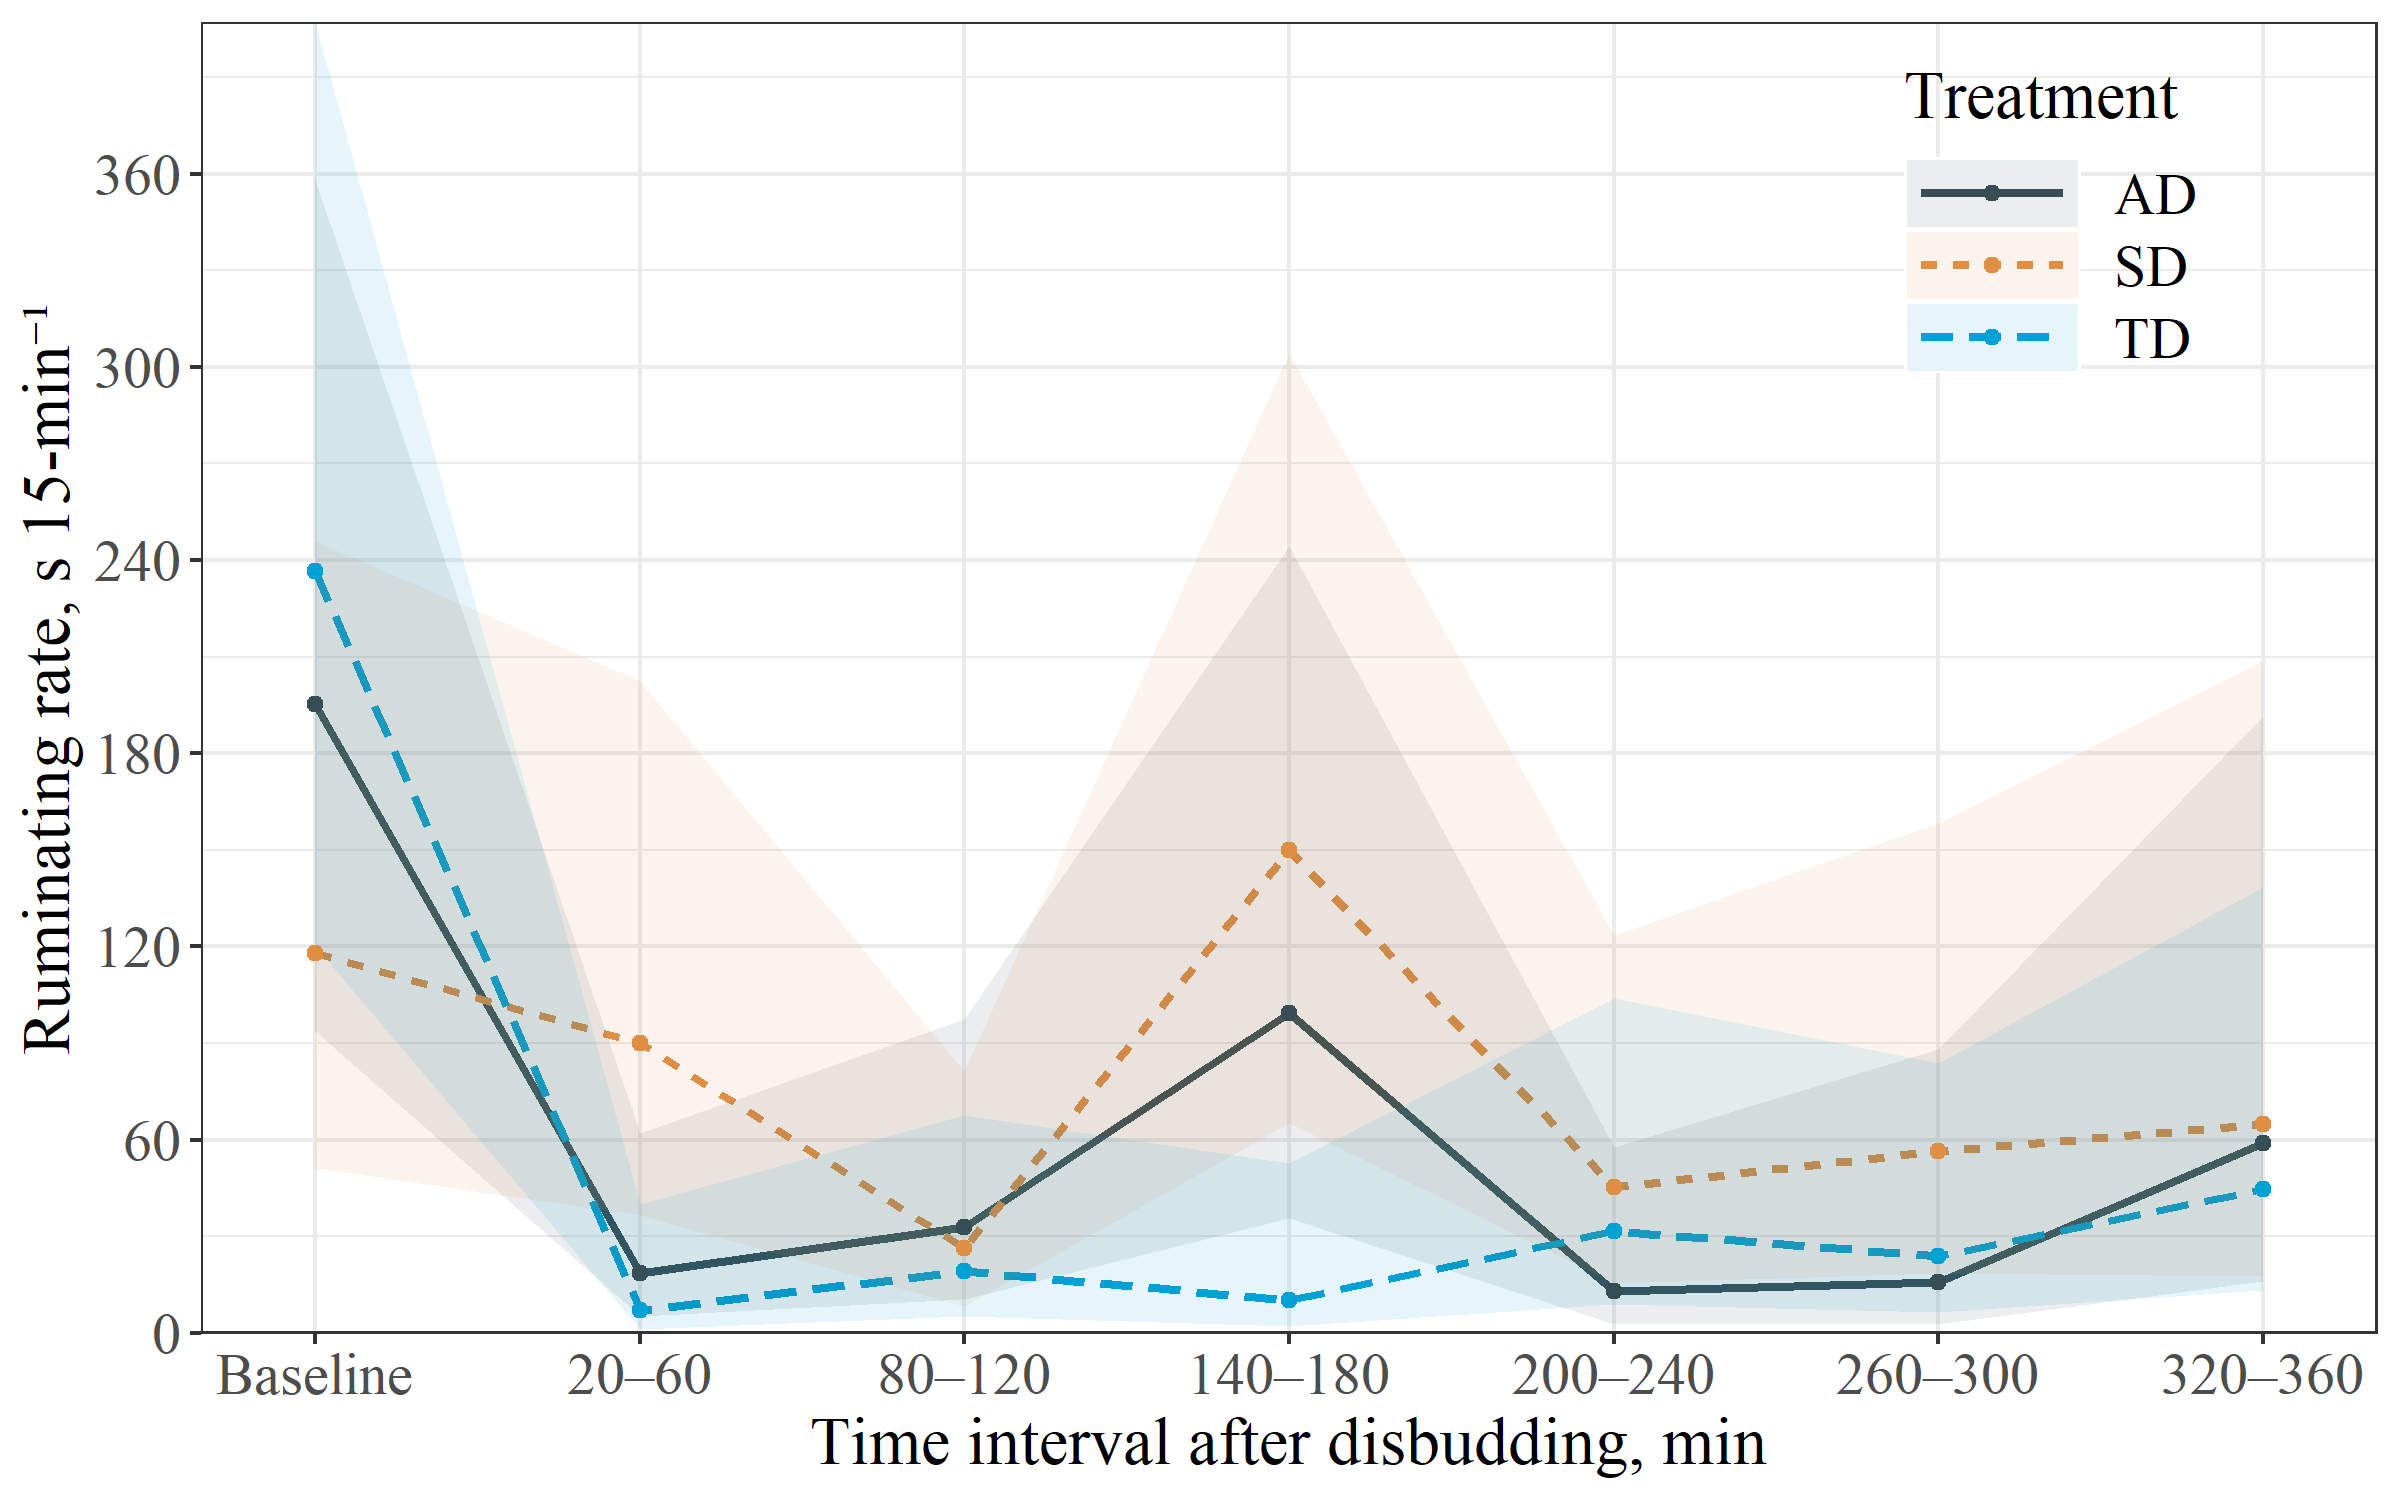 Ruminating rate, s 15-min⁻¹
360
300
240
180
120
60
0
Treatment
AD
SD
TD
Baseline 20–60 80–120 140–180 200–240 260–300 320–360
Time interval after disbudding, min